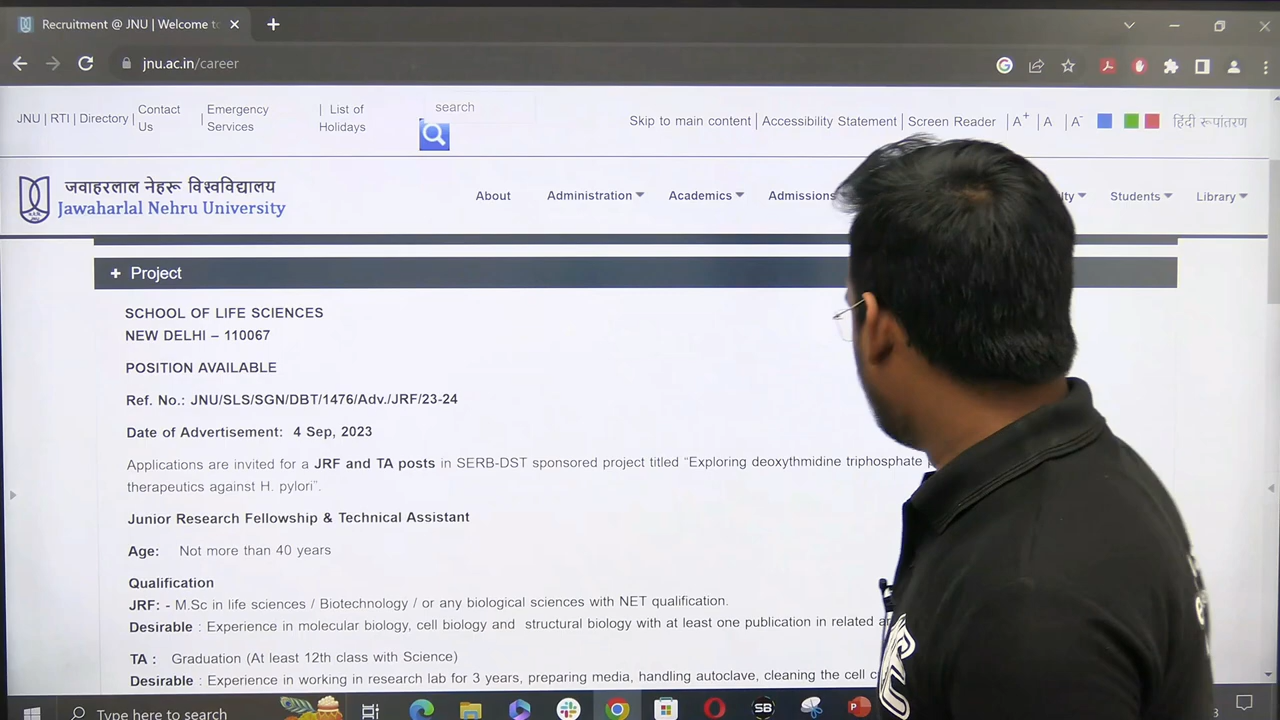 Recruitment @ JNU | Welcome to
jnu.ac.in/career
JNU | RTI | Directory | Contact Us | Emergency Services | List of Holidays
search
Skip to main content | Accessibility Statement | Screen Reader | A+ | A | A- हिंदी रूपांतरण
जवाहरलाल नेहरू विश्वविद्यालय
Jawaharlal Nehru University
About Administration Academics Admissions Students Library
+ Project
SCHOOL OF LIFE SCIENCES
NEW DELHI – 110067
POSITION AVAILABLE
Ref. No.: JNU/SLS/SGN/DBT/1476/Adv./JRF/23-24
Date of Advertisement: 4 Sep, 2023
Applications are invited for a JRF and TA posts in SERB-DST sponsored project titled “Exploring deoxythmidine triphosphate
therapeutics against H. pylori”.
Junior Research Fellowship & Technical Assistant
Age: Not more than 40 years
Qualification
JRF: - M.Sc in life sciences / Biotechnology / or any biological sciences with NET qualification.
Desirable : Experience in molecular biology, cell biology and structural biology with at least one publication in related
TA : Graduation (At least 12th class with Science)
Desirable : Experience in working in research lab for 3 years, preparing media, handling autoclave, cleaning the cell
Type here to search
SB